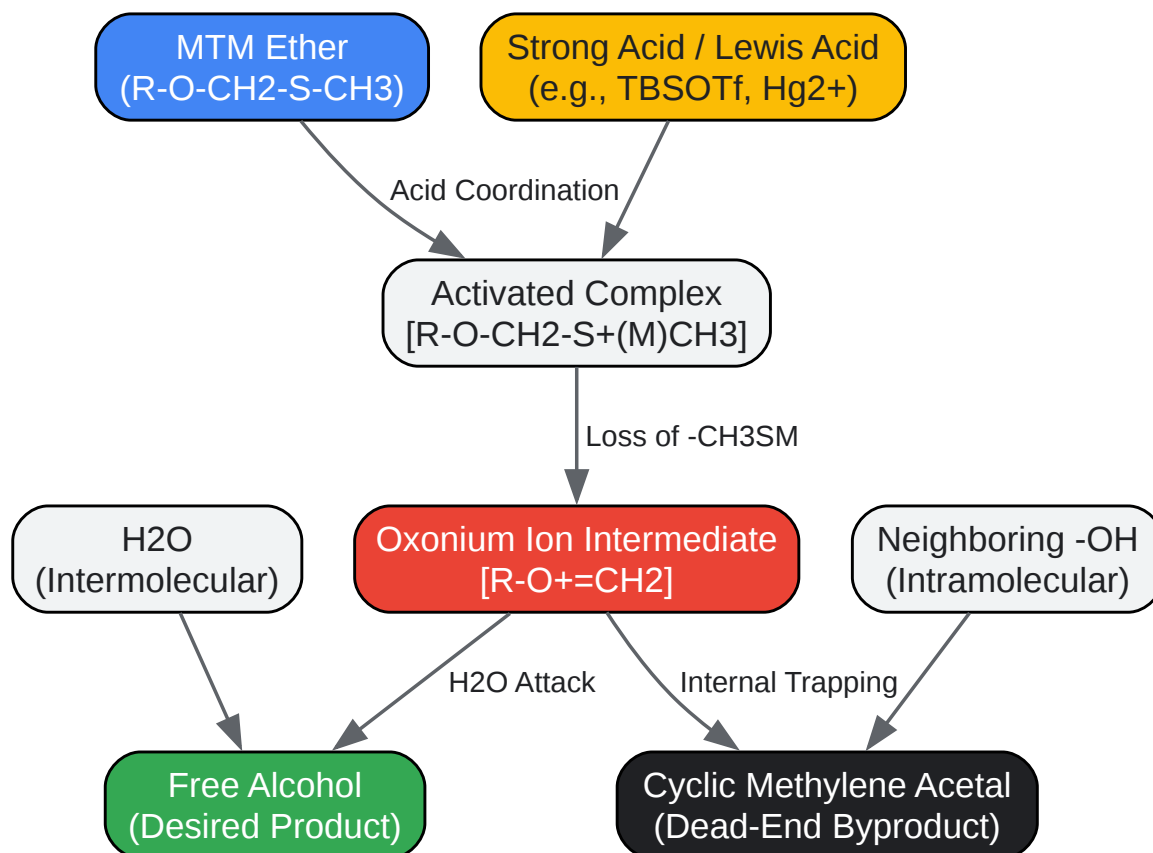 MTM Ether
(R-O-CH2-S-CH3)
Strong Acid / Lewis Acid
(e.g., TBSOTf, Hg2+)
Acid Coordination
Activated Complex
[R-O-CH2-S+(M)CH3]
Loss of -CH3SM
H2O
(Intermolecular)
Oxonium Ion Intermediate
[R-O+=CH2]
Neighboring -OH
(Intramolecular)
H2O Attack
Internal Trapping
Free Alcohol
(Desired Product)
Cyclic Methylene Acetal
(Dead-End Byproduct)